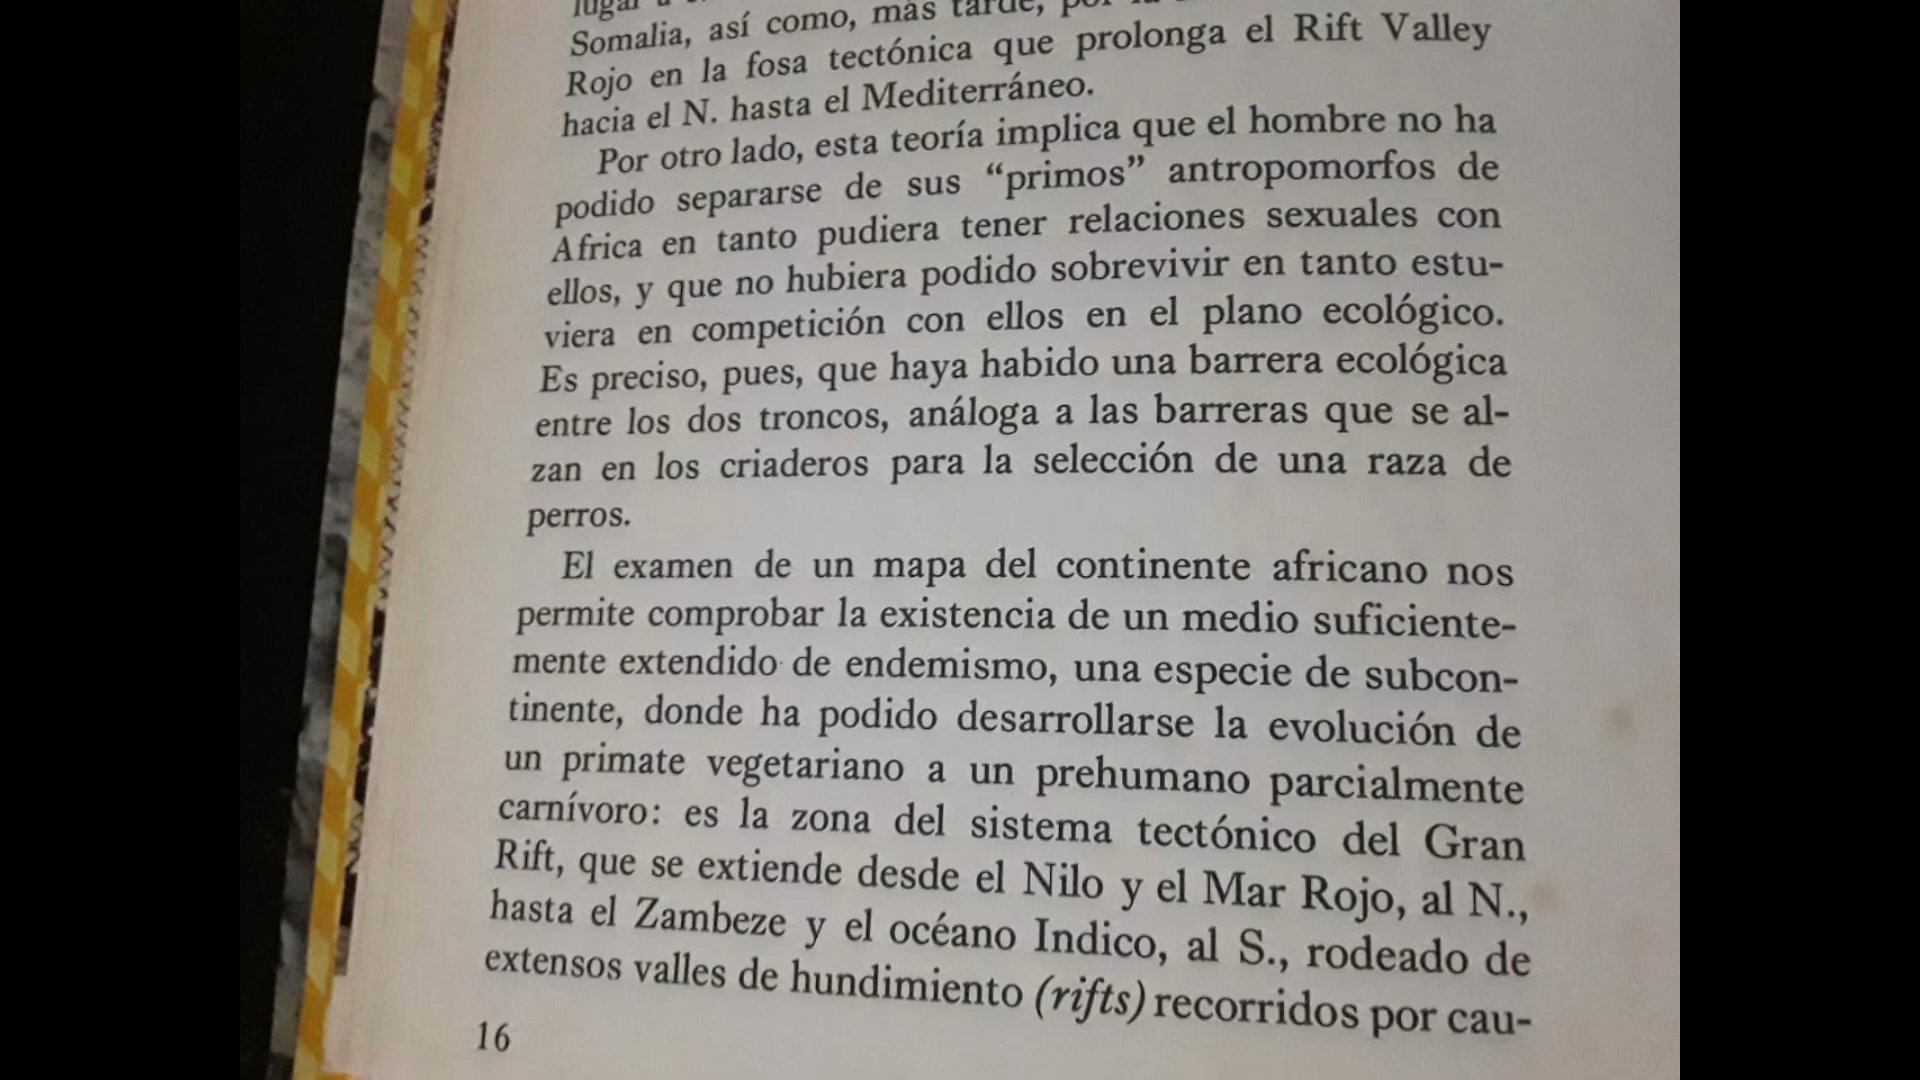 lugar a
Somalia, así como, más tarde, por la
Rojo en la fosa tectónica que prolonga el Rift Valley
hacia el N. hasta el Mediterráneo.
Por otro lado, esta teoría implica que el hombre no ha
podido separarse de sus “primos” antropomorfos de
Africa en tanto pudiera tener relaciones sexuales con
ellos, y que no hubiera podido sobrevivir en tanto estu-
viera en competición con ellos en el plano ecológico.
Es preciso, pues, que haya habido una barrera ecológica
entre los dos troncos, análoga a las barreras que se al-
zan en los criaderos para la selección de una raza de
perros.
El examen de un mapa del continente africano nos
permite comprobar la existencia de un medio suficiente-
mente extendido de endemismo, una especie de subcon-
tinente, donde ha podido desarrollarse la evolución de
un primate vegetariano a un prehumano parcialmente
carnívoro: es la zona del sistema tectónico del Gran
Rift, que se extiende desde el Nilo y el Mar Rojo, al N.,
hasta el Zambeze y el océano Indico, al S., rodeado de
extensos valles de hundimiento (rifts) recorridos por cau-
16